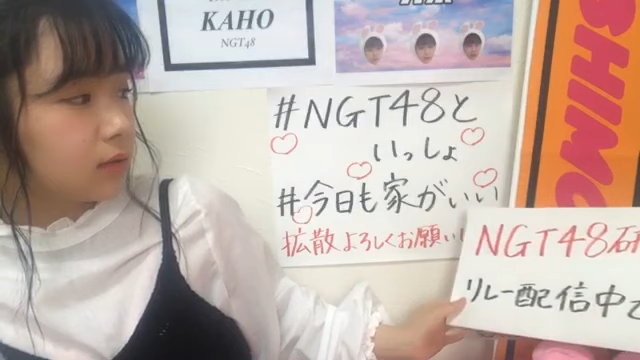 KAHO
NGT48
#NGT48と
いっしょ
#今日も家がいい
拡散よろしくお願いし
NGT48研
リレー配信中
SHIMO